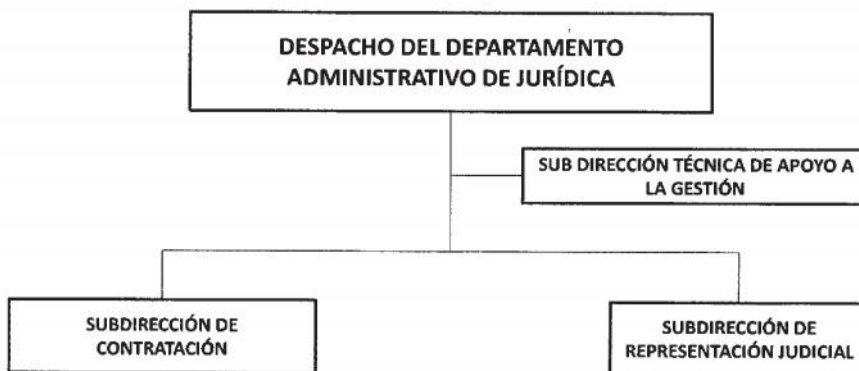 DESPACHO DEL DEPARTAMENTO
ADMINISTRATIVO DE JURÍDICA
SUB DIRECCIÓN TÉCNICA DE APOYO A
LA GESTIÓN
SUBDIRECCIÓN DE
CONTRATACIÓN
SUBDIRECCIÓN DE
REPRESENTACIÓN JUDICIAL